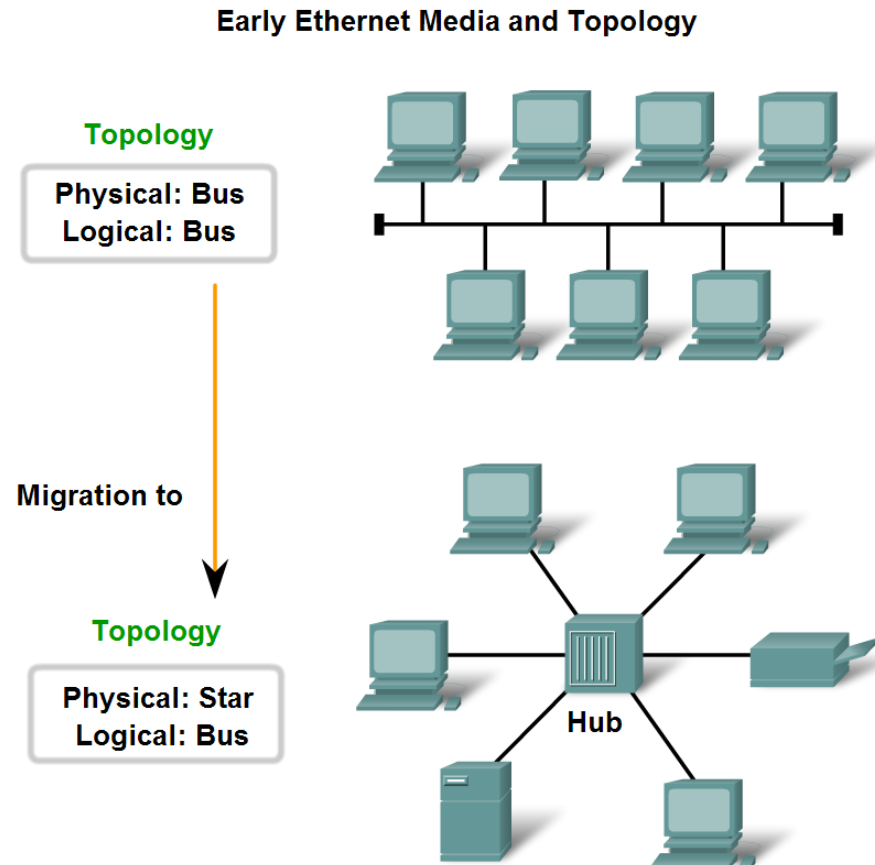 Early Ethernet Media and Topology
Topology
Physical: Bus
Logical: Bus
Migration to
Topology
Physical: Star
Logical: Bus
Hub